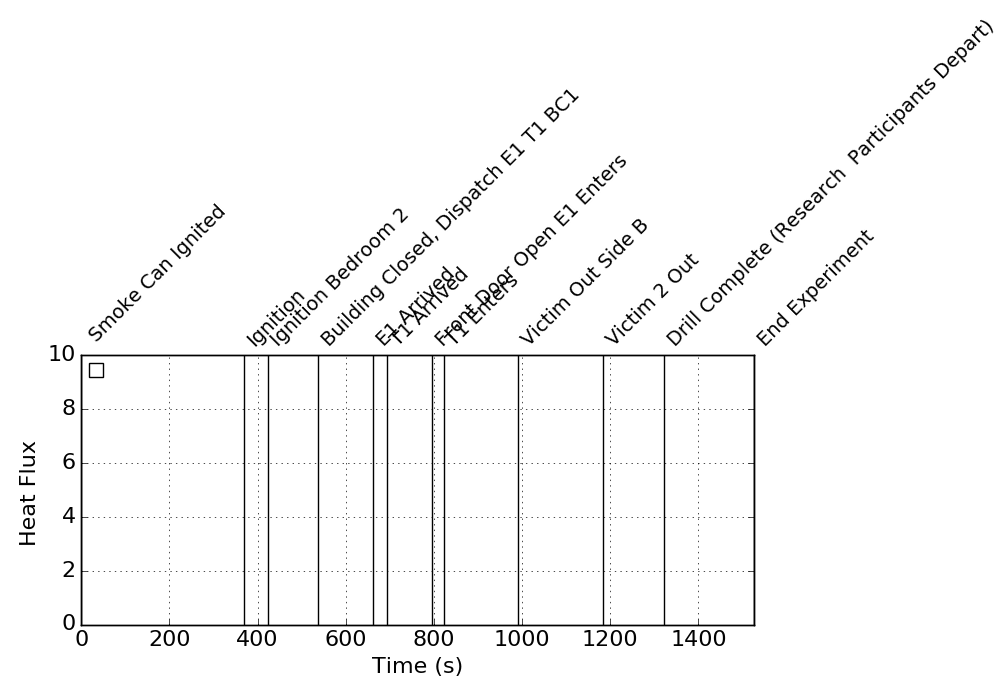 Smoke Can Ignited
Ignition
Ignition Bedroom 2
Building Closed, Dispatch E1 T1 BC1
E1 Arrived
T1 Arrived
Front Door Open E1 Enters
T1 Enters
Victim Out Side B
Victim 2 Out
Drill Complete (Research  Participants Depart)
End Experiment
10
8
6
4
2
0
Heat Flux
0 200 400 600 800 1000 1200 1400
Time (s)